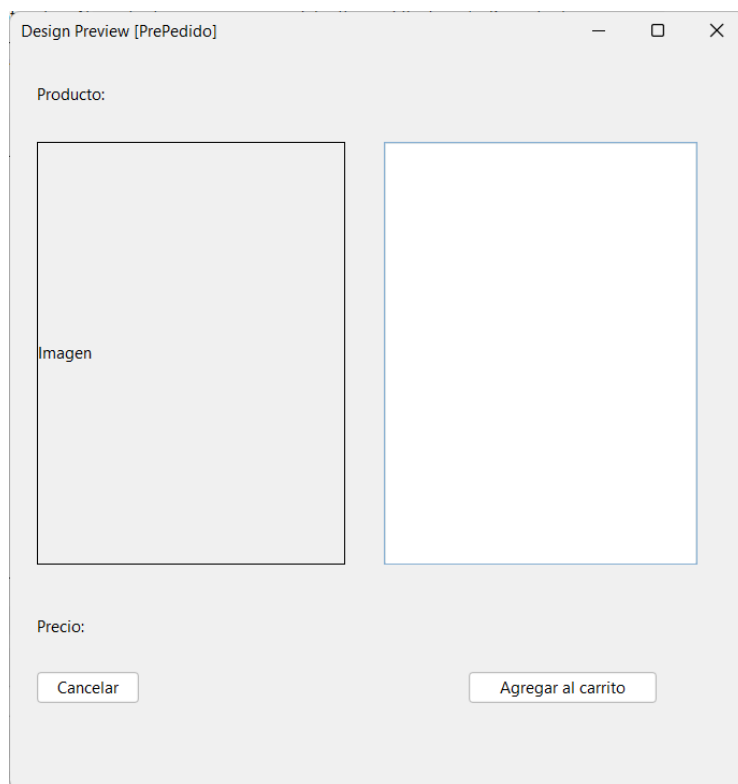 Design Preview [PrePedido]
Producto:
Imagen
Precio:
Cancelar
Agregar al carrito